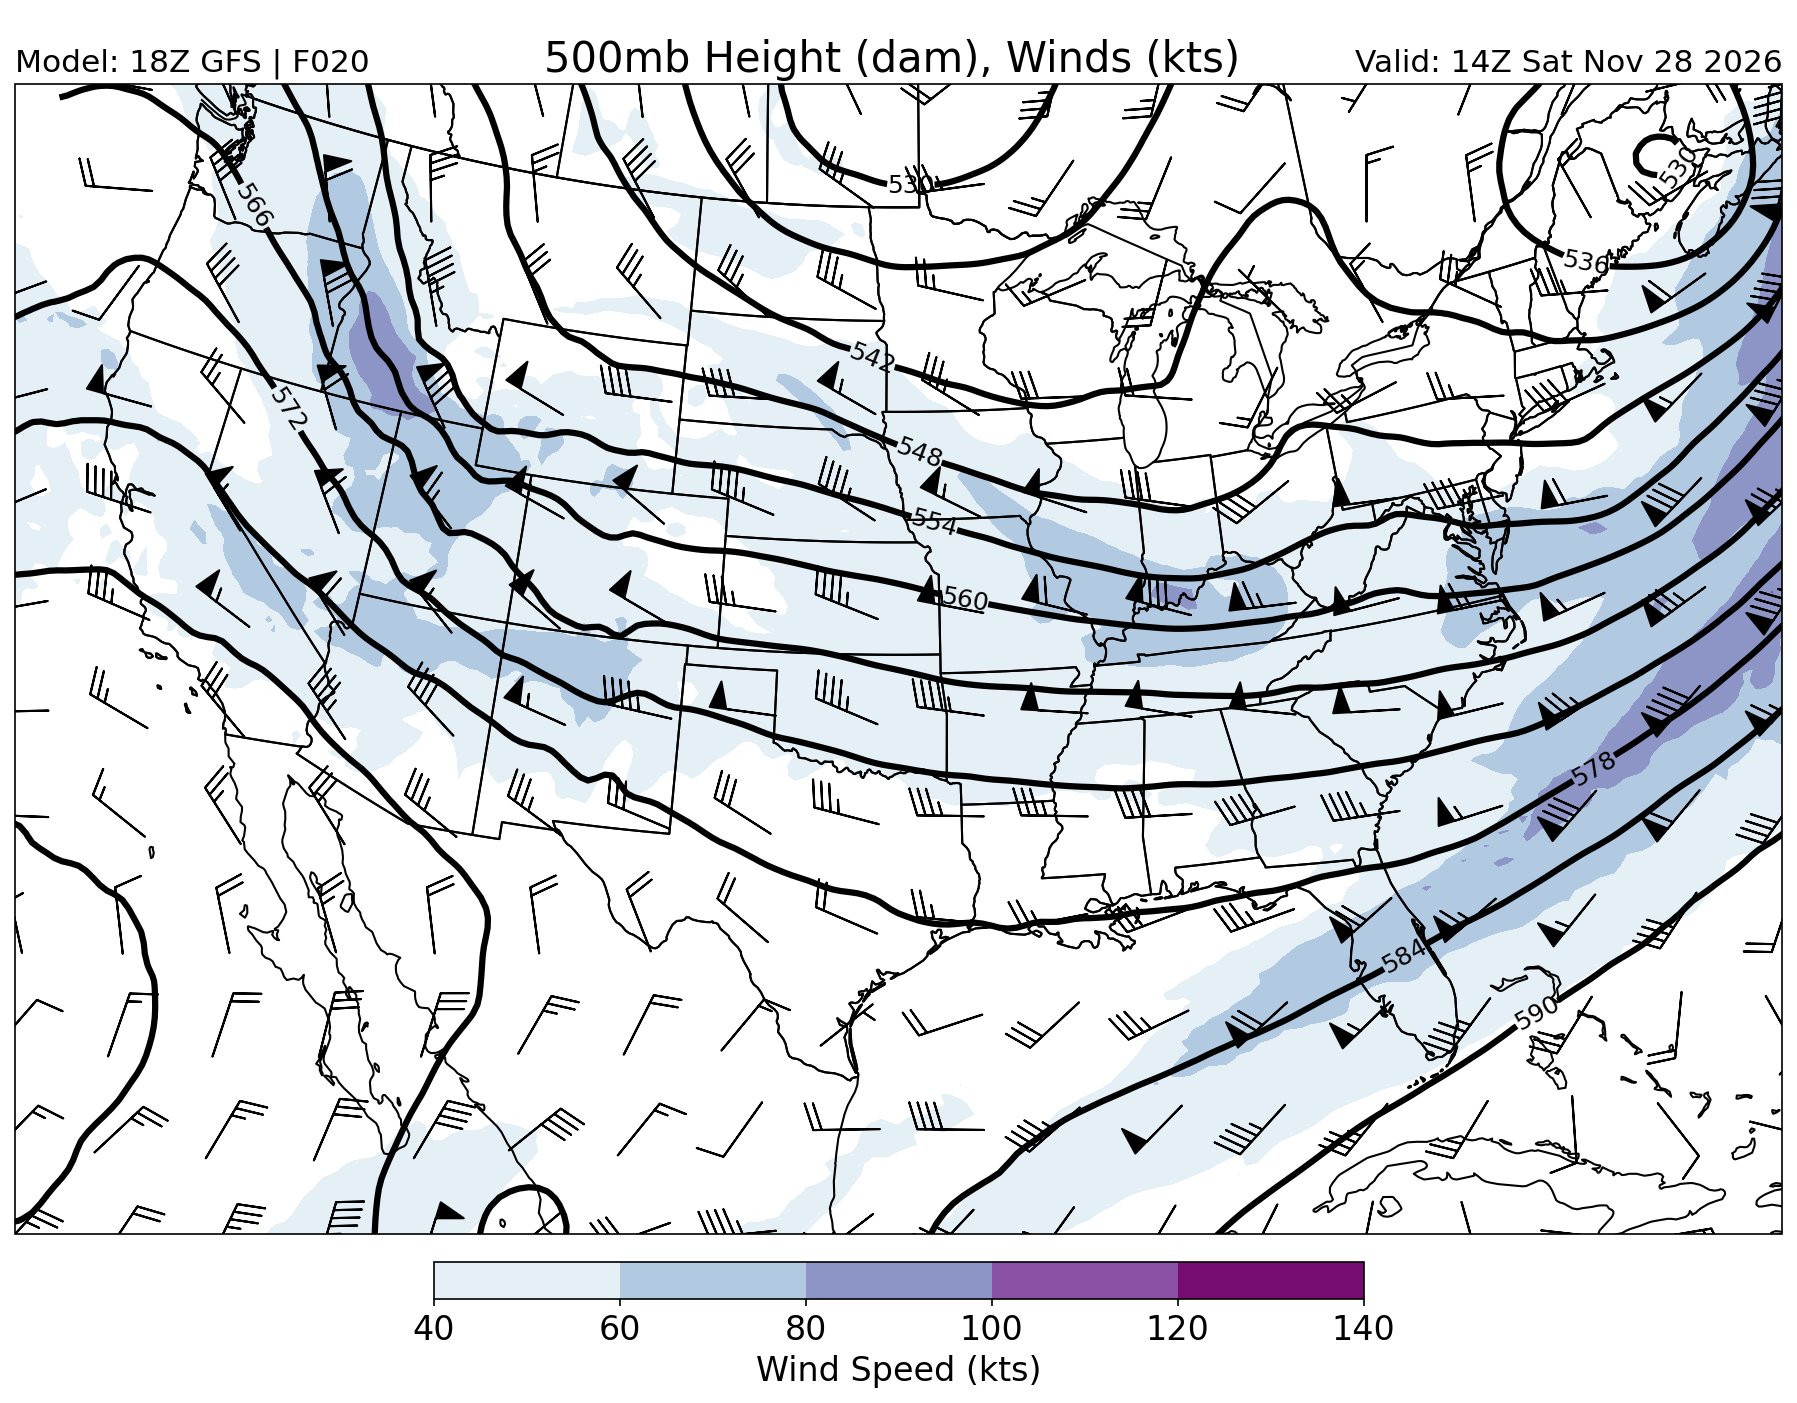 Model: 18Z GFS | F020
500mb Height (dam), Winds (kts)
Valid: 14Z Sat Nov 28 2026
530
530
566
536
542
572
548
554
560
578
584
590
40 60 80 100 120 140
Wind Speed (kts)